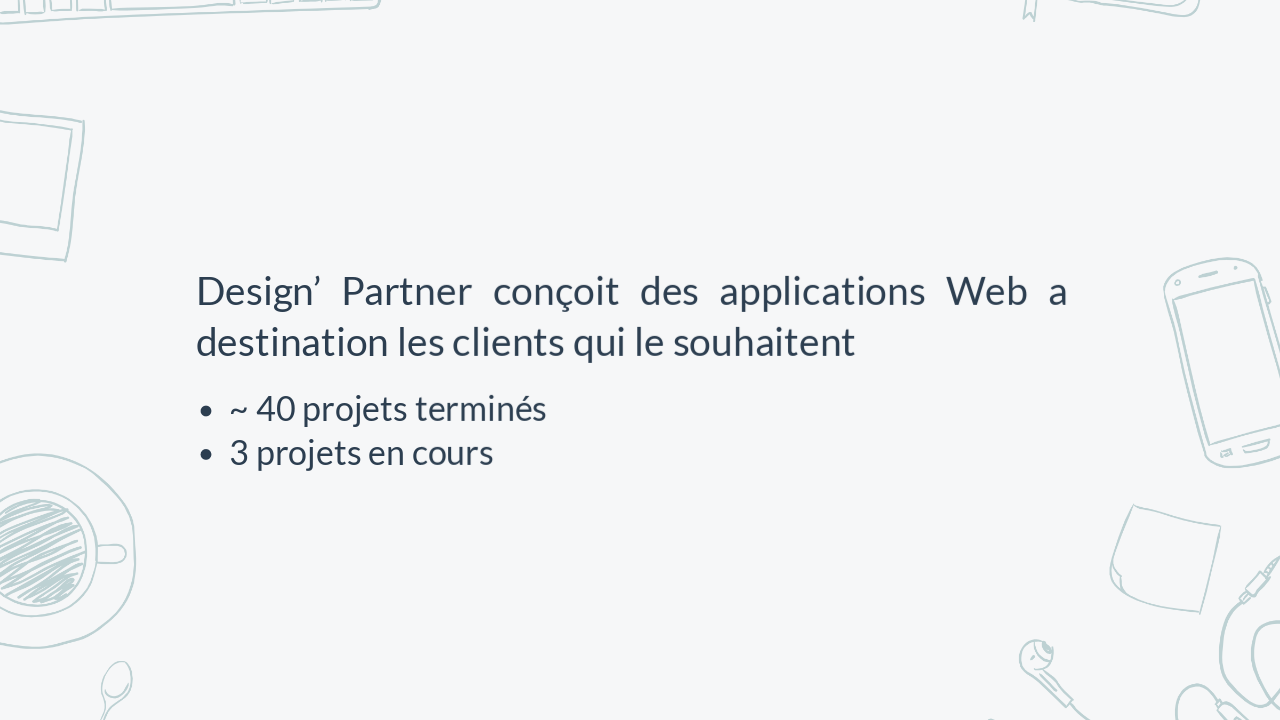 Design’ Partner conçoit des applications Web a
destination les clients qui le souhaitent
• ~ 40 projets terminés
• 3 projets en cours